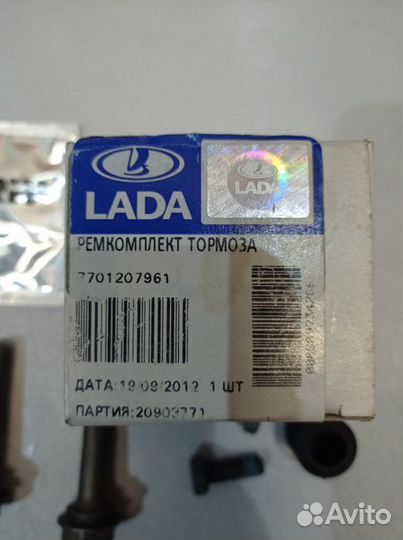 LADA
LADA
РЕМКОМПЛЕКТ ТОРМОЗА
7701207961
ДАТА:19/09/2012 1 ШТ
ПАРТИЯ:20903771
Avito